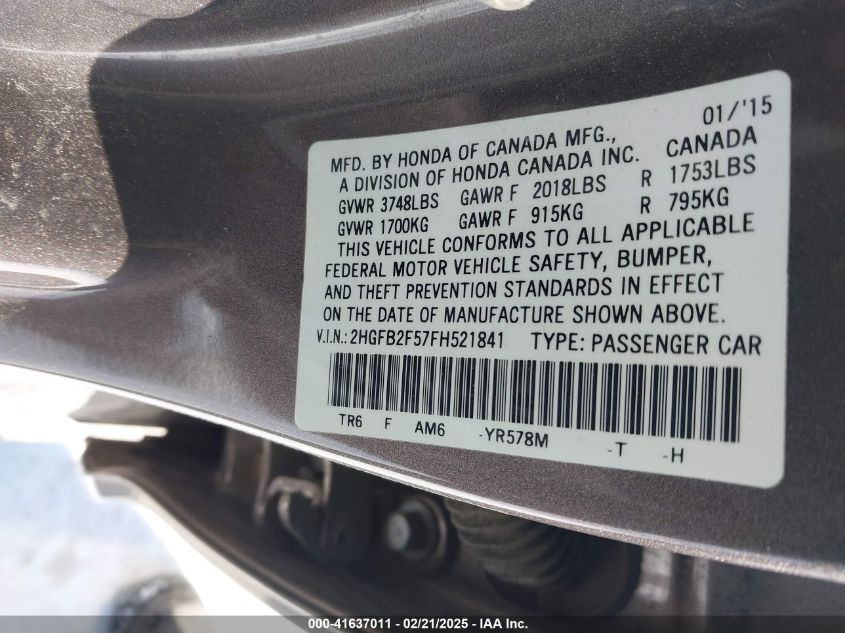 01/'15
MFD. BY HONDA OF CANADA MFG., CANADA
A DIVISION OF HONDA CANADA INC.
GVWR 3748LBS GAWR F 2018LBS R 1753LBS
GVWR 1700KG GAWR F 915KG R 795KG
THIS VEHICLE CONFORMS TO ALL APPLICABLE
FEDERAL MOTOR VEHICLE SAFETY, BUMPER,
AND THEFT PREVENTION STANDARDS IN EFFECT
ON THE DATE OF MANUFACTURE SHOWN ABOVE.
V.I.N.: 2HGFB2F57FH521841 TYPE: PASSENGER CAR
TR6 F AM6 -YR578M -T -H
000-41637011 - 02/21/2025 - IAA Inc.